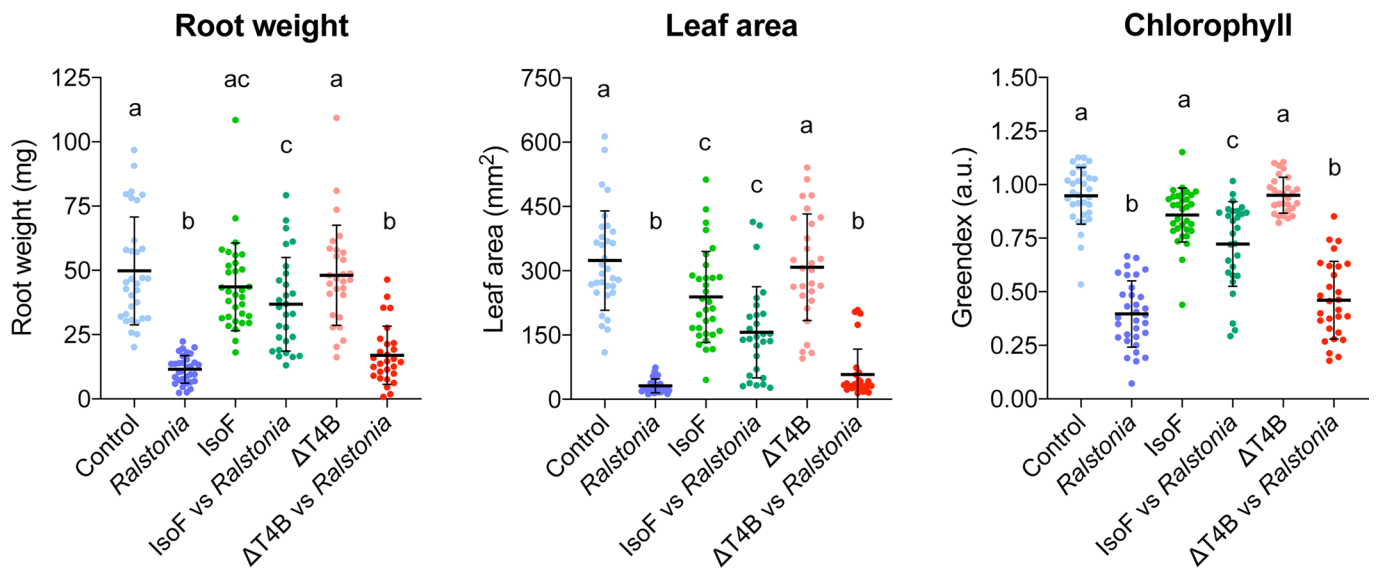 Root weight
Root weight (mg)
125
100
75
50
25
0
a
b
ac
c
a
b
Control
Ralstonia
IsoF
IsoF vs Ralstonia
ΔT4B
ΔT4B vs Ralstonia
Leaf area
Leaf area (mm²)
750
600
450
300
150
0
a
b
c
c
a
b
Control
Ralstonia
IsoF
IsoF vs Ralstonia
ΔT4B
ΔT4B vs Ralstonia
Chlorophyll
Greendex (a.u.)
1.50
1.25
1.00
0.75
0.50
0.25
0.00
a
b
a
c
a
b
Control
Ralstonia
IsoF
IsoF vs Ralstonia
ΔT4B
ΔT4B vs Ralstonia